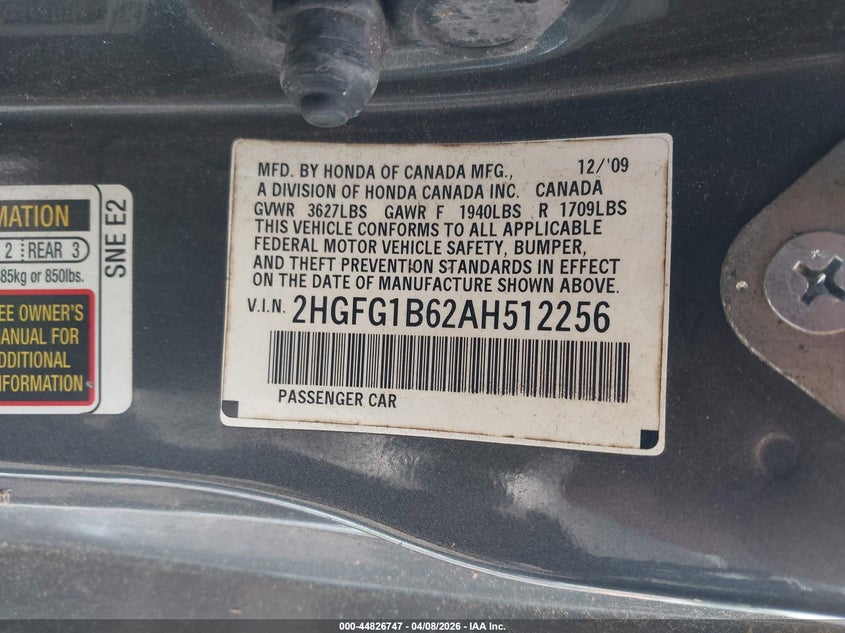 MFD. BY HONDA OF CANADA MFG., 12/'09
A DIVISION OF HONDA CANADA INC. CANADA
GVWR 3627LBS GAWR F 1940LBS R 1709LBS
THIS VEHICLE CONFORMS TO ALL APPLICABLE
FEDERAL MOTOR VEHICLE SAFETY, BUMPER,
AND THEFT PREVENTION STANDARDS IN EFFECT
ON THE DATE OF MANUFACTURE SHOWN ABOVE.
V.I.N. 2HGFG1B62AH512256
PASSENGER CAR
MATION
2 REAR 3
85kg or 850lbs.
EE OWNER'S
ANUAL FOR
DDITIONAL
NFORMATION
SNE E2
000-44826747 - 04/08/2026 - IAA Inc.